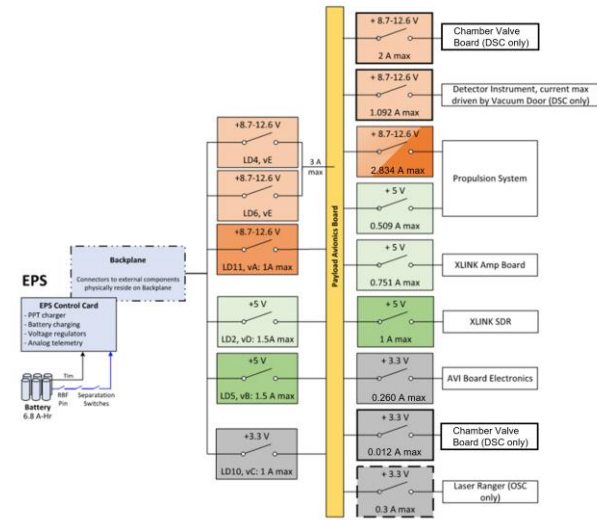 EPS
Backplane
Connectors to external components
physically reside on Backplane
EPS Control Card
- PPT charger
- Battery charging
- Voltage regulators
- Analog telemetry
Tlm
Battery
6.8 A-Hr
RBF
Pin
Separatation
Switches
+8.7-12.6 V
LD4, vE
+8.7-12.6 V
LD6, vE
3 A
max
+8.7-12.6 V
LD11, vA: 1A max
+5 V
LD2, vD: 1.5A max
+5 V
LD5, vB: 1.5 A max
+3.3 V
LD10, vC: 1 A max
Payload Avionics Board
+ 8.7-12.6 V
2 A max
Chamber Valve
Board (DSC only)
+ 8.7-12.6 V
1.092 A max
Detector Instrument, current max
driven by Vacuum Door (DSC only)
+ 8.7-12.6 V
2.834 A max
+ 5 V
0.509 A max
Propulsion System
+ 5 V
0.751 A max
XLINK Amp Board
+ 5 V
1 A max
XLINK SDR
+ 3.3 V
0.260 A max
AVI Board Electronics
+ 3.3 V
0.012 A max
Chamber Valve
Board (DSC only)
+ 3.3 V
0.3 A max
Laser Ranger (OSC
only)